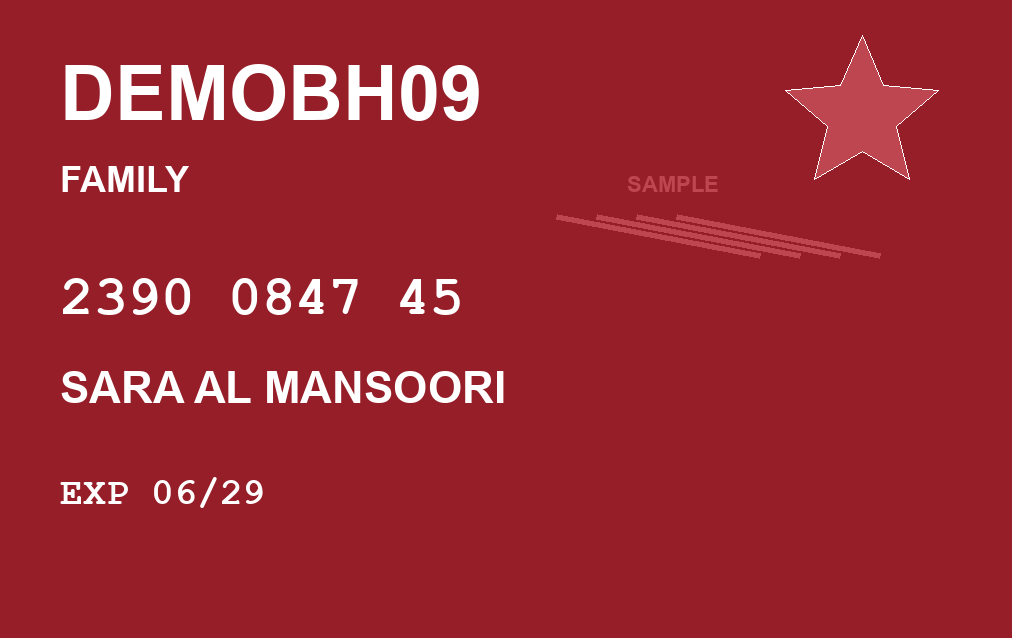 DEMOBH09
FAMILY
SAMPLE
2390 0847 45
SARA AL MANSOORI
EXP 06/29